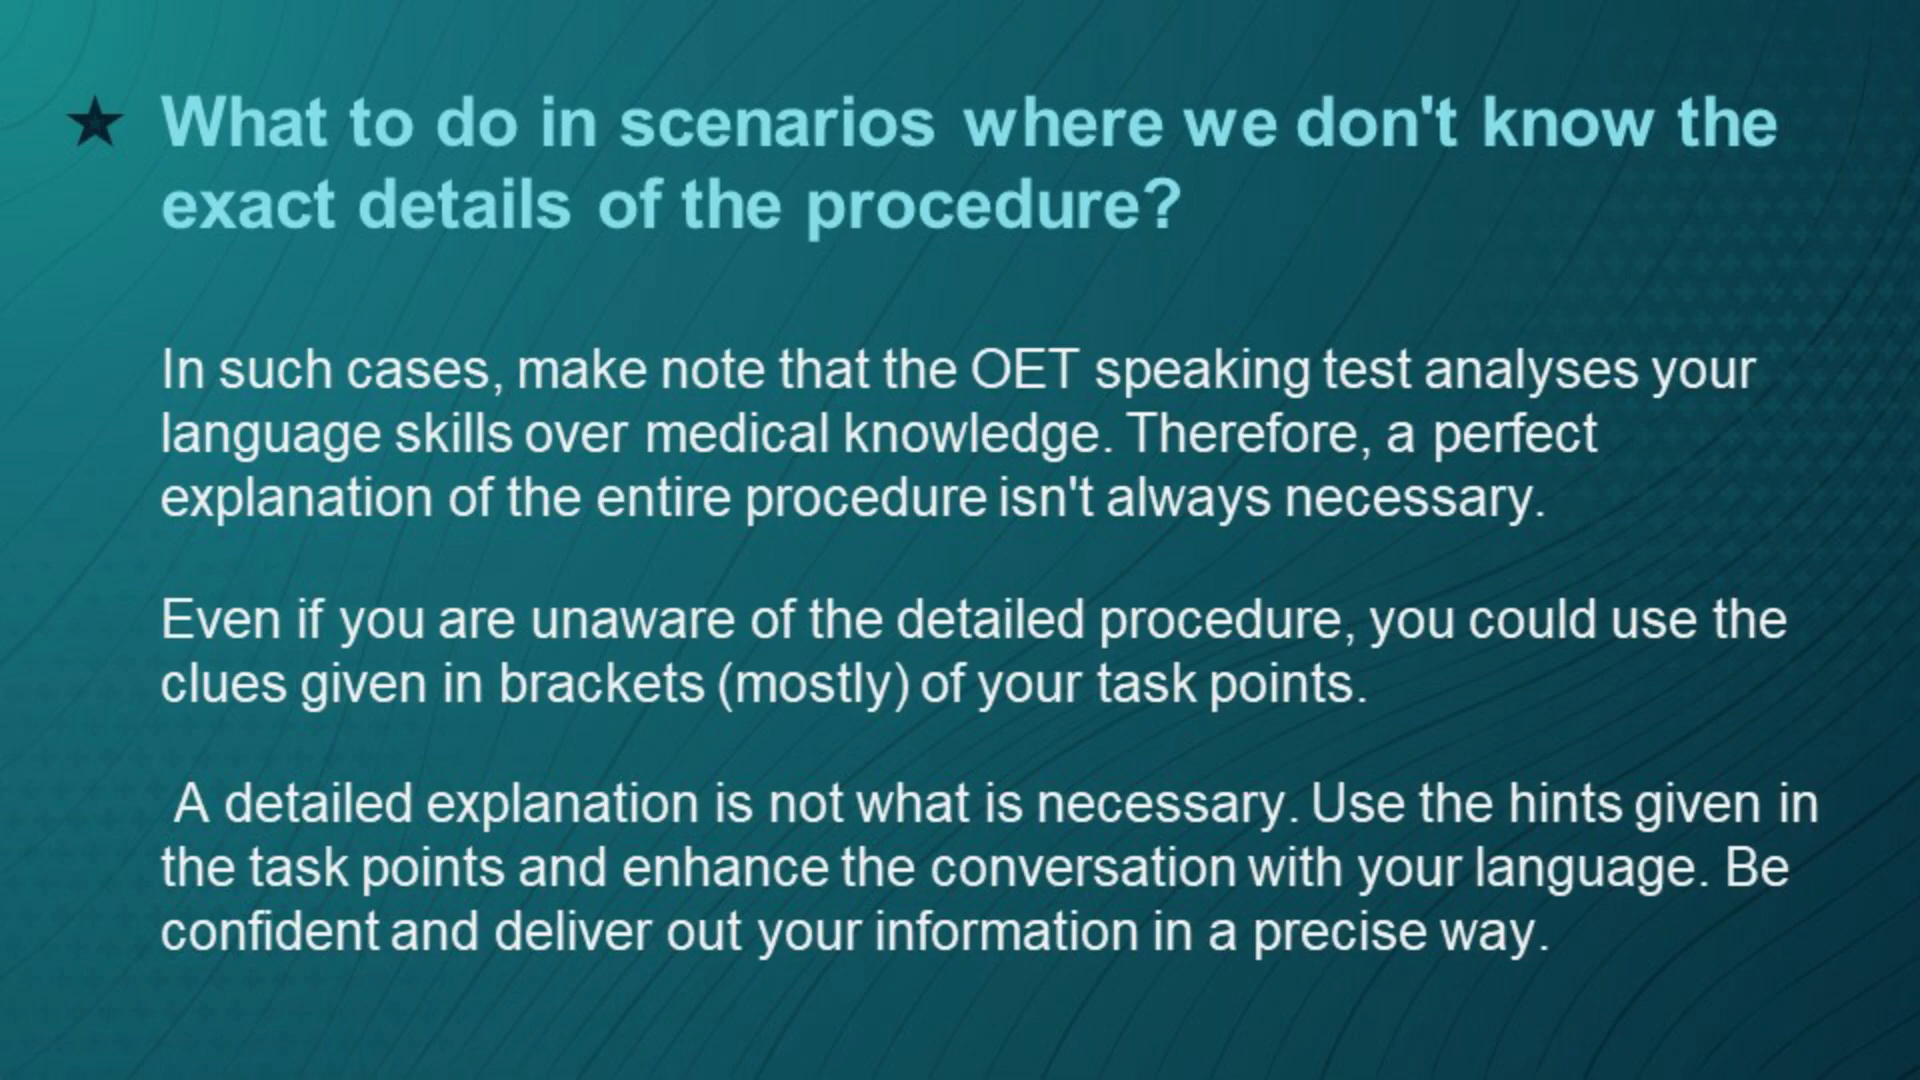 What to do in scenarios where we don't know the
exact details of the procedure?
In such cases, make note that the OET speaking test analyses your
language skills over medical knowledge. Therefore, a perfect
explanation of the entire procedure isn't always necessary.
Even if you are unaware of the detailed procedure, you could use the
clues given in brackets (mostly) of your task points.
A detailed explanation is not what is necessary. Use the hints given in
the task points and enhance the conversation with your language. Be
confident and deliver out your information in a precise way.